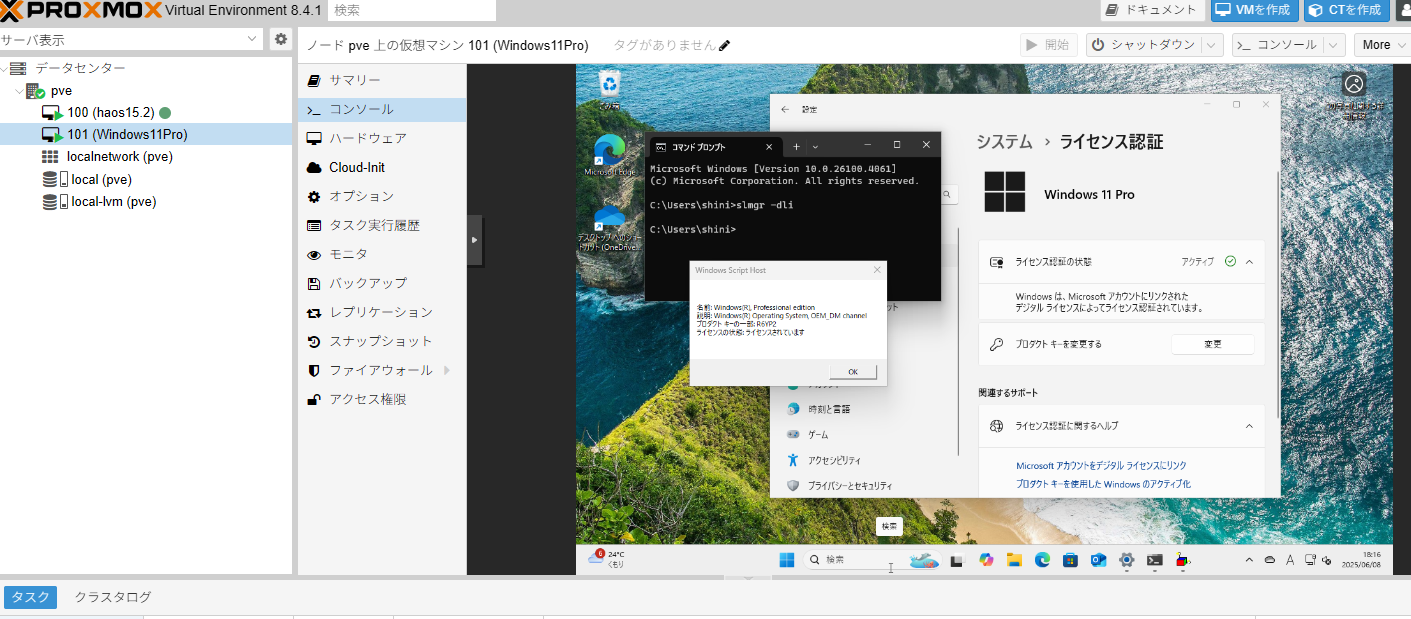 PROXMOX Virtual Environment 8.4.1 検索 ドキュメント VMを作成 CTを作成
サーバ表示
ノード pve 上の仮想マシン 101 (Windows11Pro) タグがありません 開始 シャットダウン コンソール More
データセンター
pve
100 (haos15.2)
101 (Windows11Pro)
localnetwork (pve)
local (pve)
local-lvm (pve)
サマリー
コンソール
ハードウェア
Cloud-Init
オプション
タスク実行履歴
モニタ
バックアップ
レプリケーション
スナップショット
ファイアウォール
アクセス権限
ごみ箱
Microsoft Edge
デスクトップへのショー
トカット (OneDrive...
コマンド プロンプト
Microsoft Windows [Version 10.0.26100.4061]
(c) Microsoft Corporation. All rights reserved.
C:\Users\shini>slmgr -dli
C:\Users\shini>
Windows Script Host
名前: Windows(R), Professional edition
説明: Windows(R) Operating System, OEM_DM channel
プロダクト キーの一部: R6YP2
ライセンスの状態: ライセンスされています
OK
設定
システム › ライセンス認証
Windows 11 Pro
ライセンス認証の状態 アクティブ
Windows は、Microsoft アカウントにリンクされた
デジタル ライセンスによってライセンス認証されています。
プロダクト キーを変更する 変更
関連するサポート
ライセンス認証に関するヘルプ
Microsoft アカウントをデジタル ライセンスにリンク
プロダクト キーを使用した Windows のアクティブ化
時刻と言語
ゲーム
アクセシビリティ
プライバシーとセキュリティ
検索
6 24°C
くもり
検索
A
18:16
2025/06/08
タスク クラスタログ